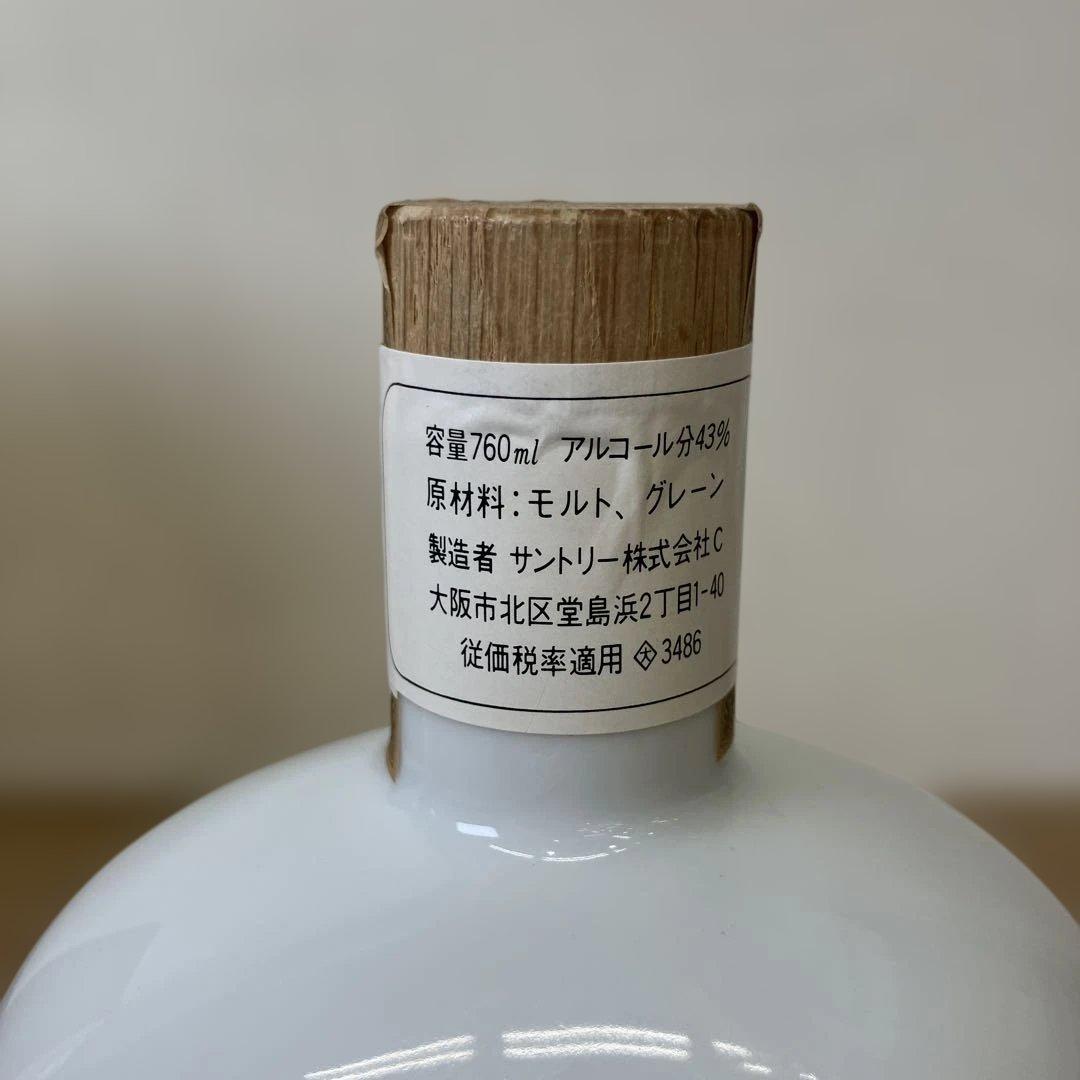 容量760ml アルコール分43%
原材料：モルト、グレーン
製造者 サントリー株式会社C
大阪市北区堂島浜2丁目1-40
従価税率適用 大3486